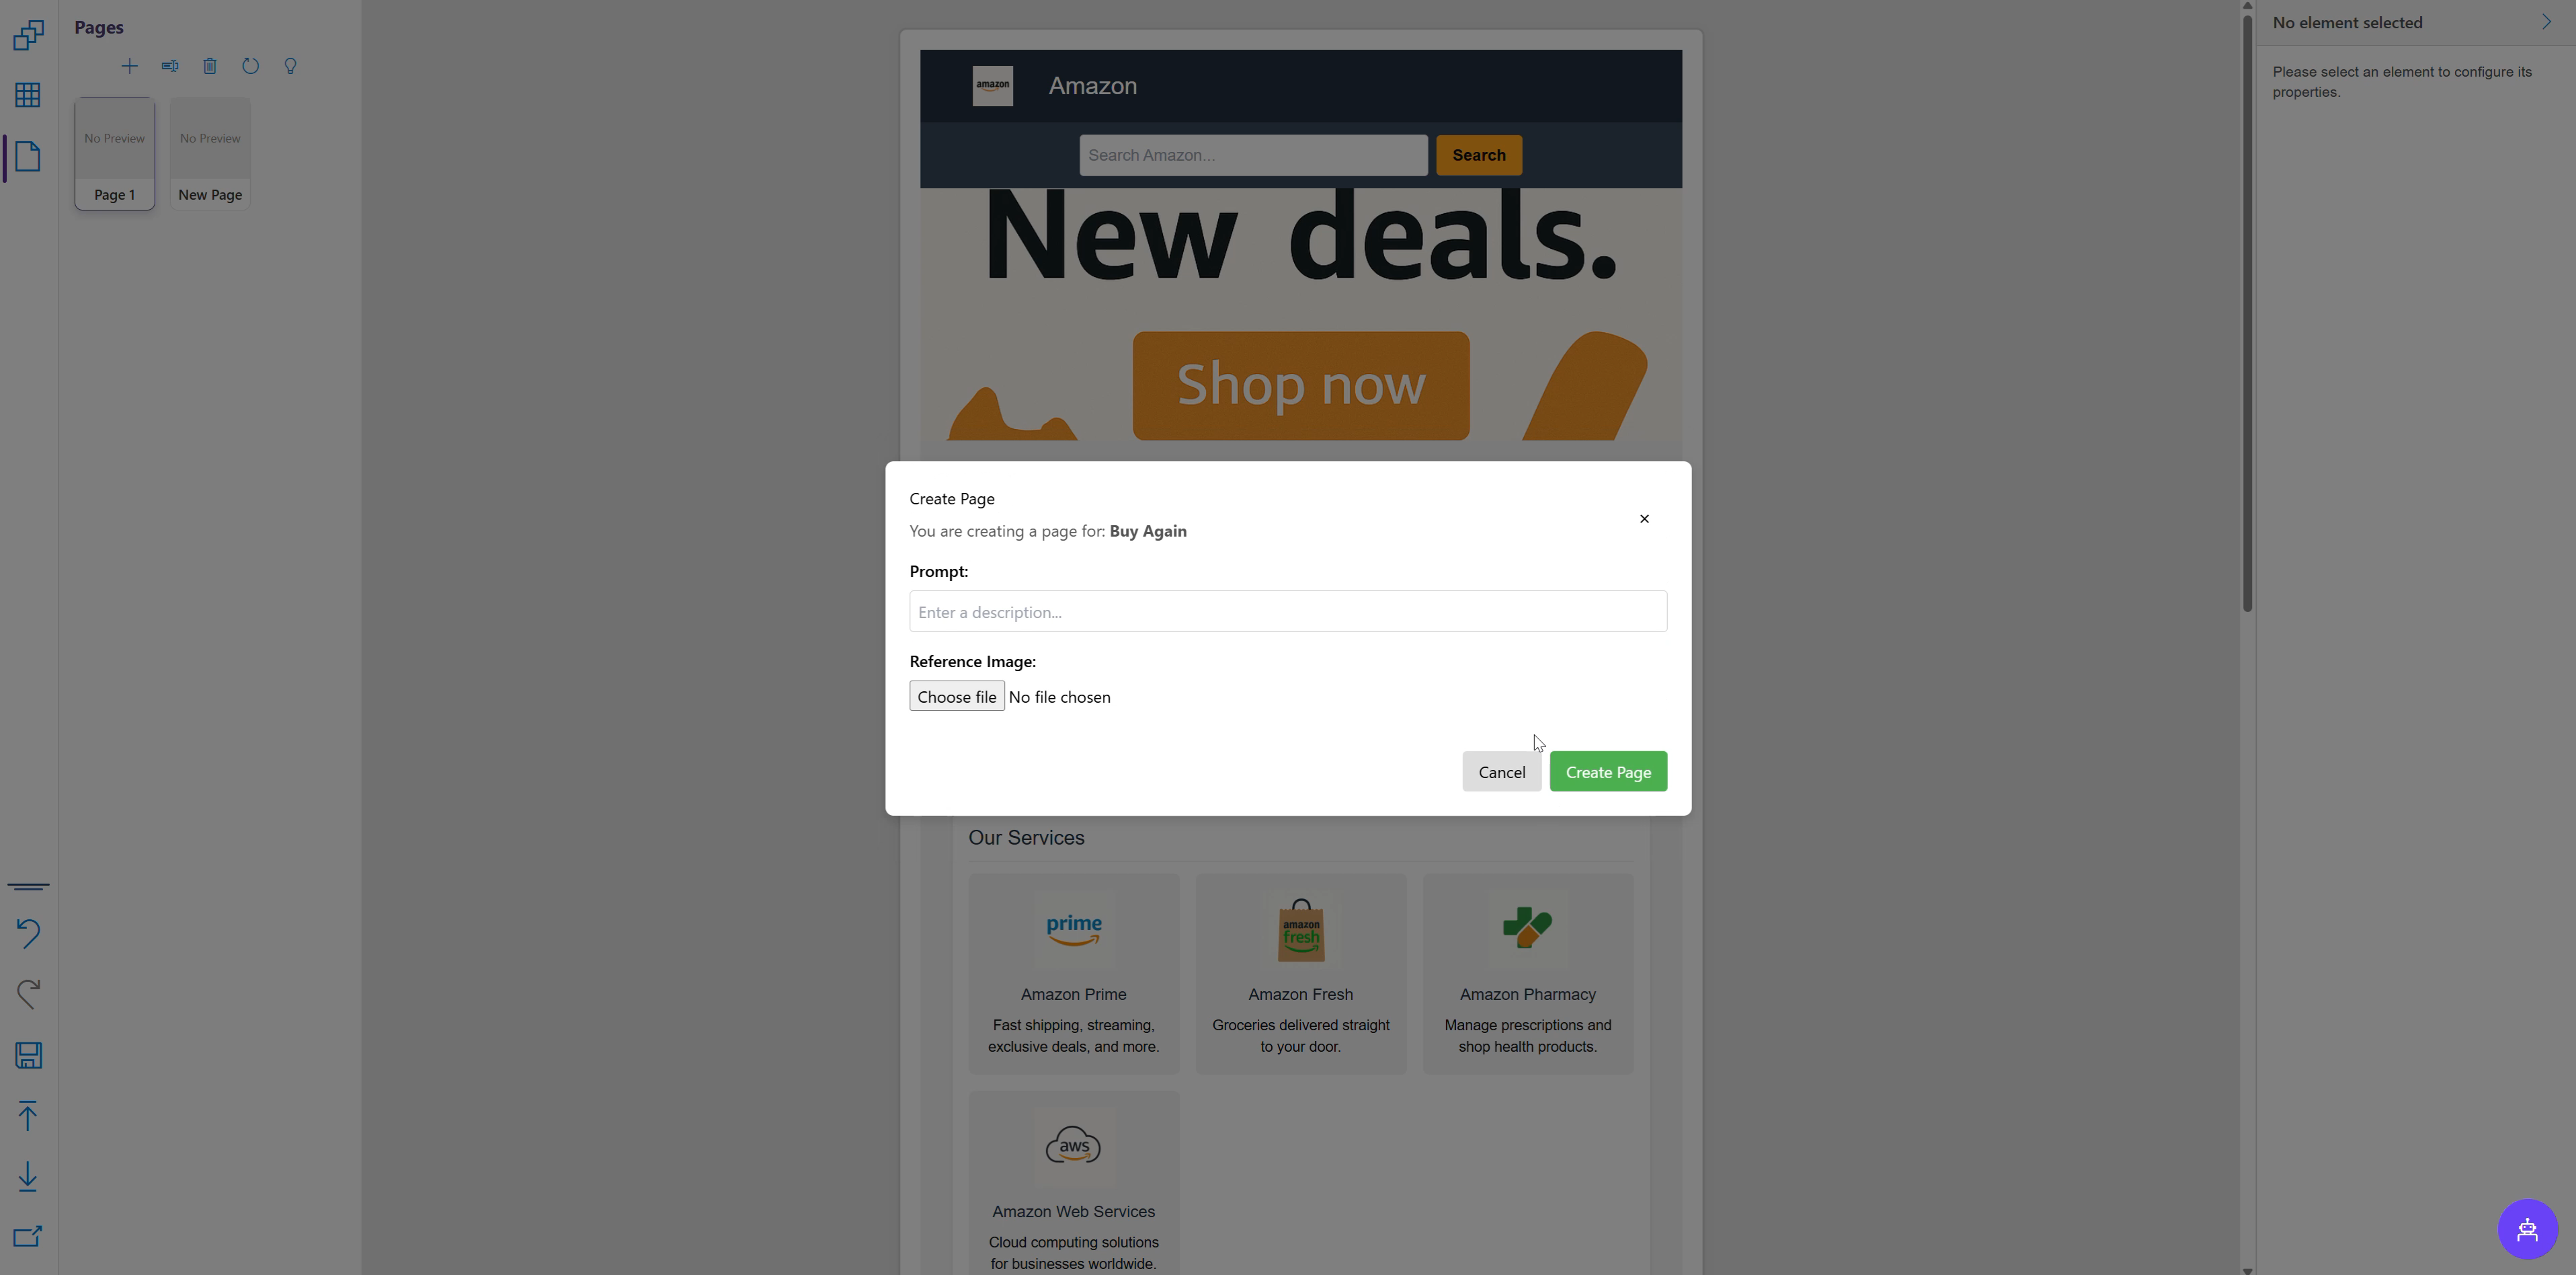 Pages
No Preview
Page 1
No Preview
New Page
amazon
Amazon
Search Amazon...
Search
New deals.
Shop now
Create Page
×
You are creating a page for: Buy Again
Prompt:
Enter a description...
Reference Image:
Choose file No file chosen
Cancel
Create Page
Our Services
prime
Amazon Prime
Fast shipping, streaming,
exclusive deals, and more.
amazon
fresh
Amazon Fresh
Groceries delivered straight
to your door.
Amazon Pharmacy
Manage prescriptions and
shop health products.
aws
Amazon Web Services
Cloud computing solutions
for businesses worldwide.
No element selected
Please select an element to configure its
properties.